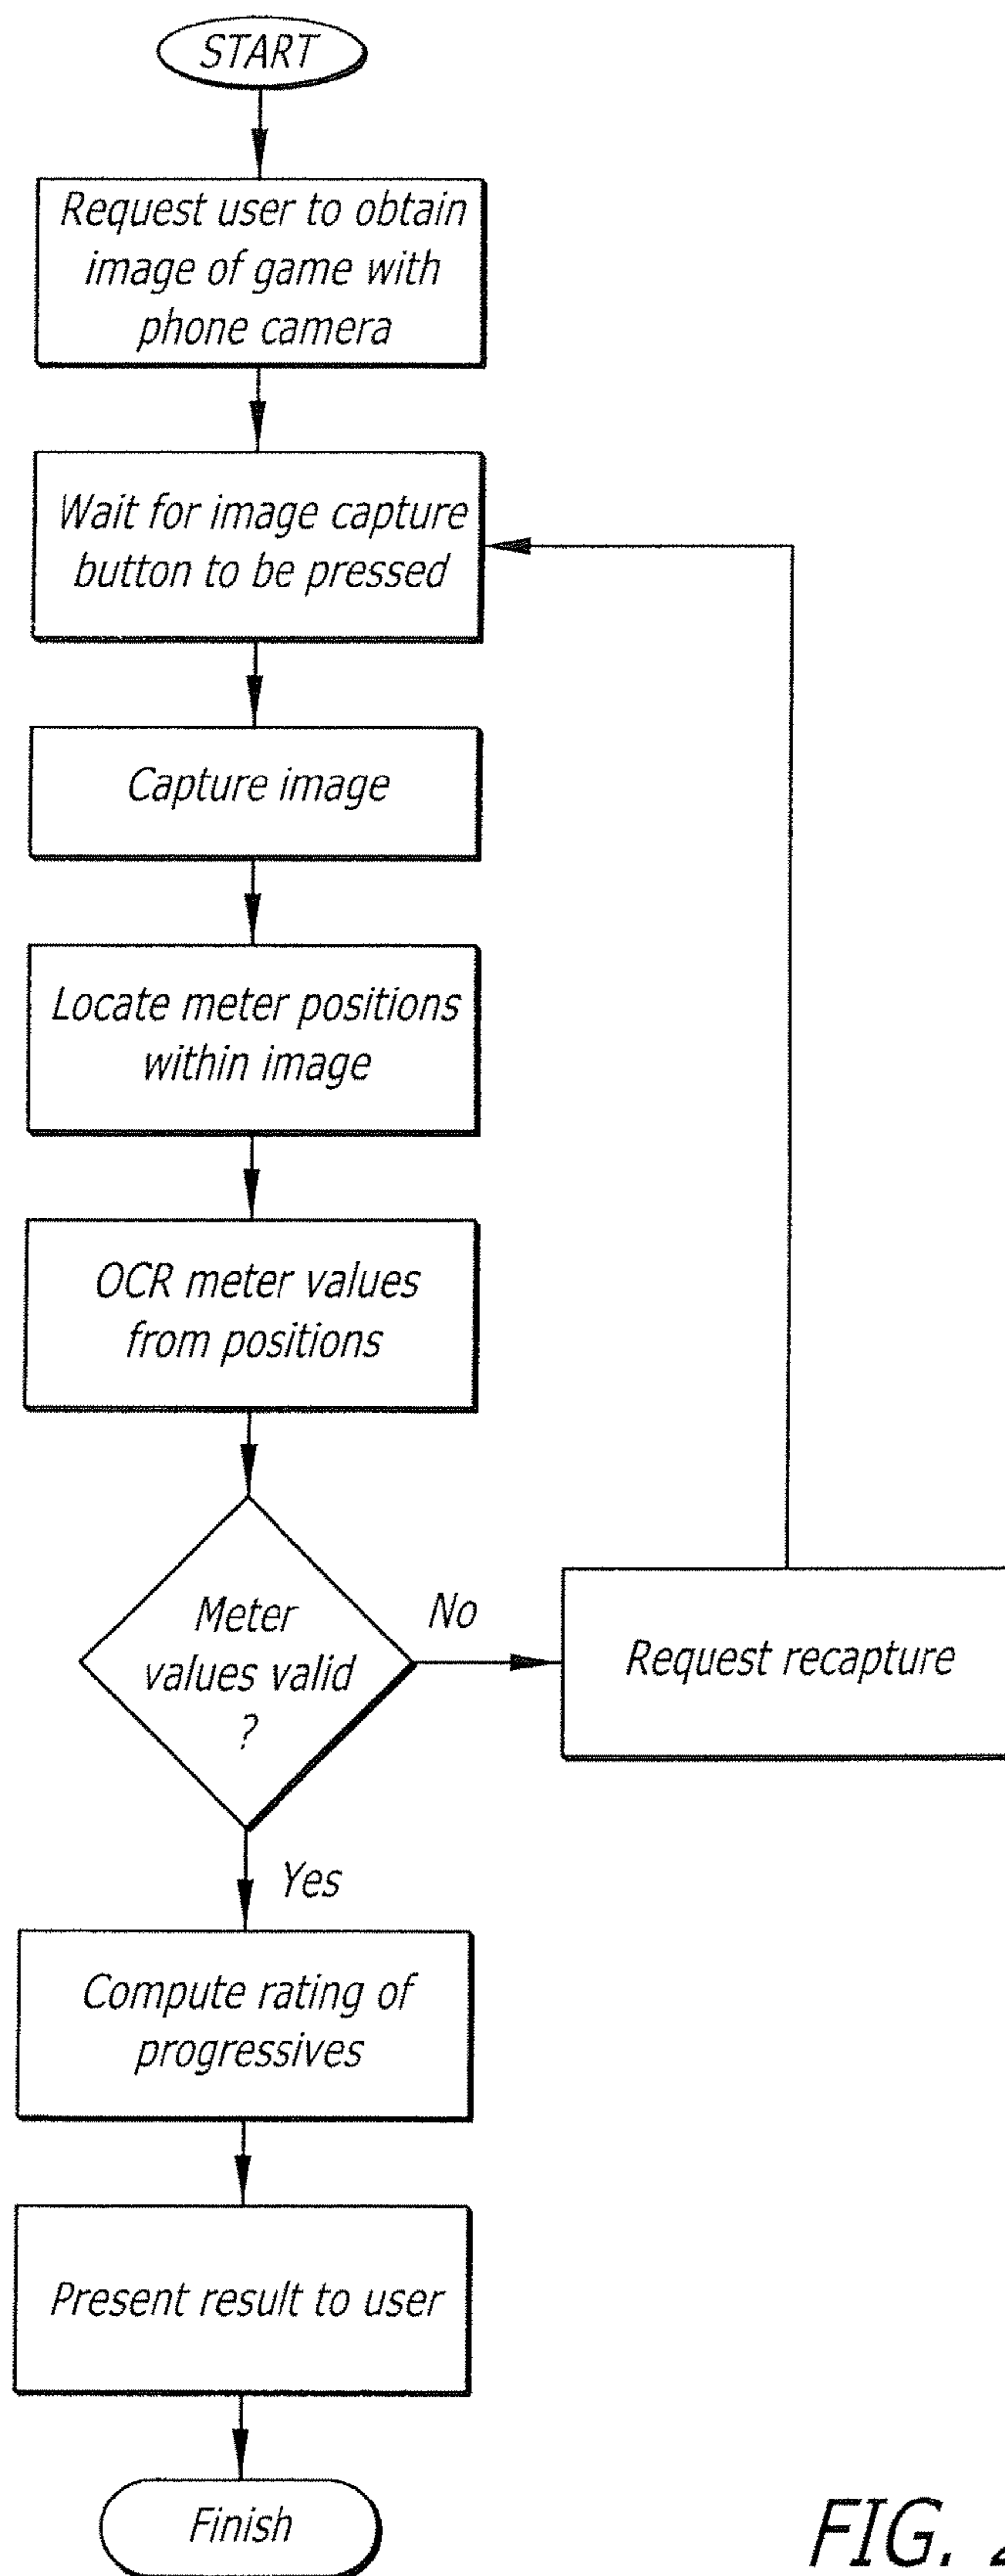 START
Request user to obtain
image of game with
phone camera
Wait for image capture
button to be pressed
Capture image
Locate meter positions
within image
OCR meter values
from positions
Meter
values valid
?
No
Request recapture
Yes
Compute rating of
progressives
Present result to user
Finish
FIG.